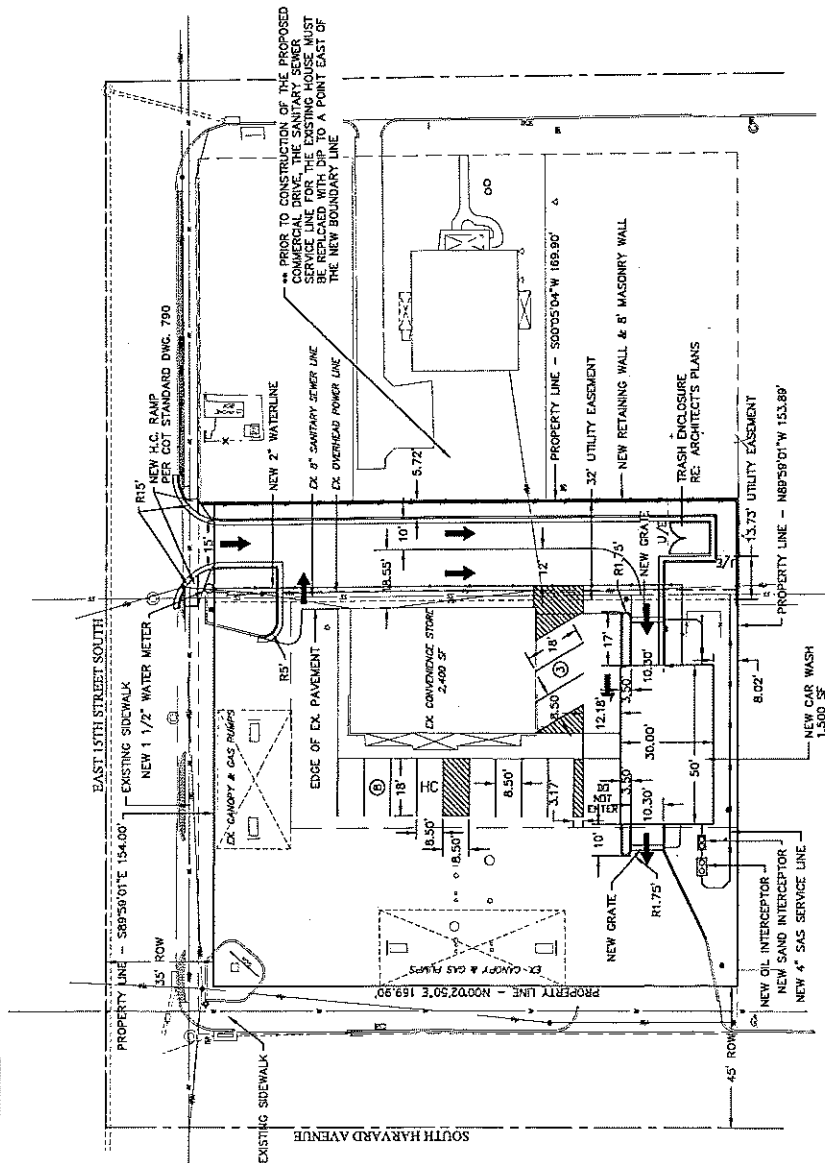 EAST 15TH STREET SOUTH
PROPERTY LINE - S89°59'01"E 154.00'
EXISTING SIDEWALK
NEW 1 1/2" WATER METER
R15'
NEW H.C. RAMP
PER COT STANDARD DWG. 790
35' ROW
EXISTING SIDEWALK
15'
R5'
NEW 2" WATERLINE
EX. 8" SANITARY SEWER LINE
EX. OVERHEAD POWER LINE
** PRIOR TO CONSTRUCTION OF THE PROPOSED
COMMERCIAL DRIVE, THE SANITARY SEWER
SERVICE LINE FOR THE EXISTING HOUSE MUST
BE REPLCAED WITH DIP TO A POINT EAST OF
THE NEW BOUNDARY LINE
EX. CANOPY & GAS PUMPS
EDGE OF EX. PAVEMENT
18.55'
10'
5.72'
EX CONVENIENCE STORE
2,400 SF
8
18'
HC
8.50'
8.50'
8.50'
3.17'
18'
3
8.50'
12'
PROPERTY LINE - S00°05'04"W 169.90'
32' UTILITY EASEMENT
NEW RETAINING WALL & 8' MASONRY WALL
TRASH ENCLOSURE
RE: ARCHITECT'S PLANS
U/E
U/E
NEW GRATE
R1.75'
17'
12.18'
10.30'
3.50'
30.00'
50'
3.50'
10.30'
DO
NOT
ENTER
10'
NEW GRATE
R1.75'
13.73' UTILITY EASEMENT
PROPERTY LINE - N89°59'01"W 153.89'
8.02'
NEW CAR WASH
1,500 SF
EX. CANOPY & GAS PUMPS
PROPERTY LINE - N00°02'50"E 169.90'
NEW OIL INTERCEPTOR
NEW SAND INTERCEPTOR
NEW 4" SAS SERVICE LINE
45' ROW
SOUTH HARVARD AVENUE